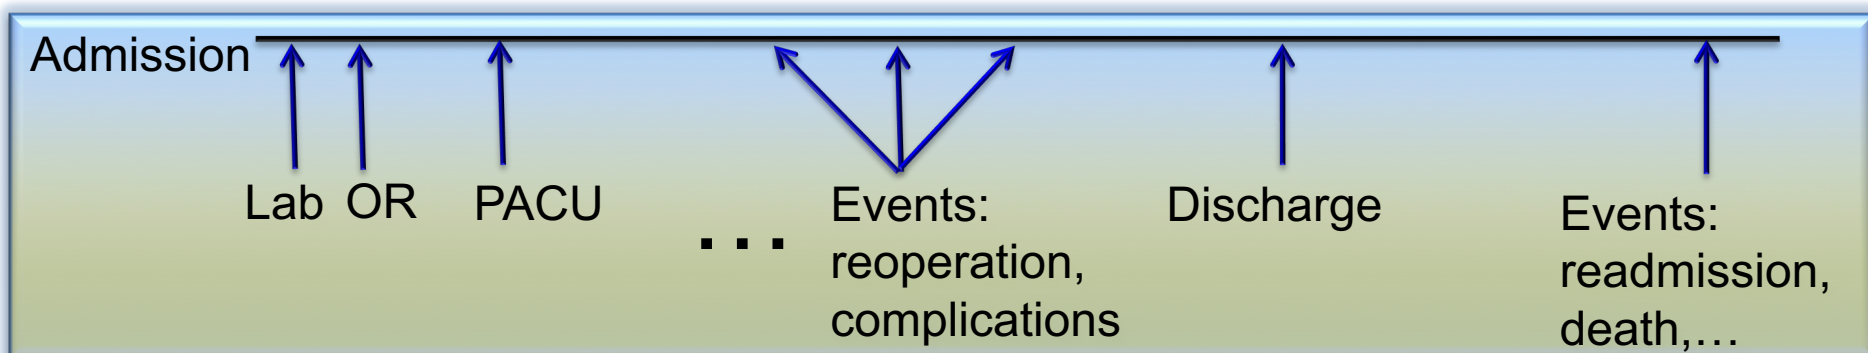 Admission
Lab OR PACU
...
Events:
reoperation,
complications
Discharge
Events:
readmission,
death,...